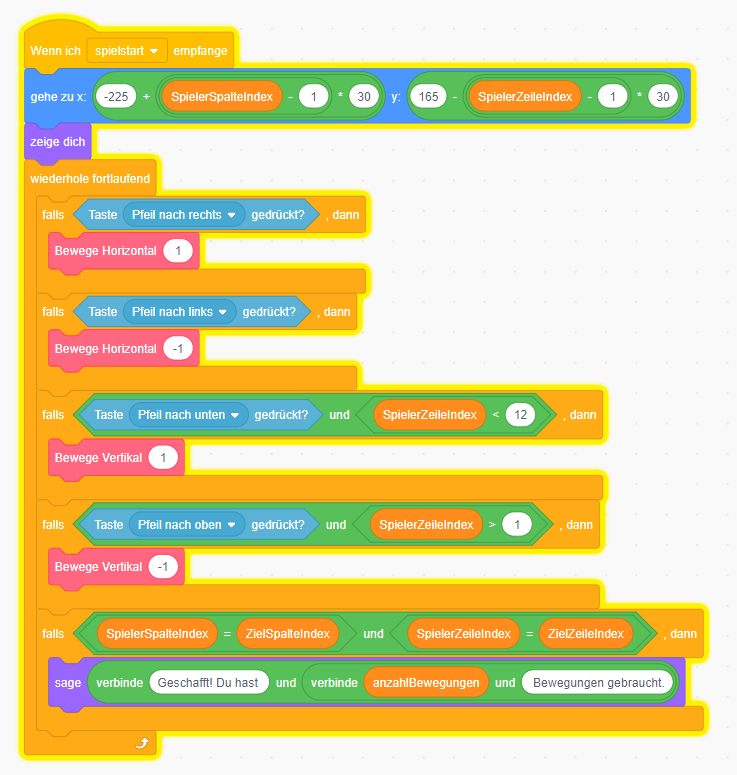 Wenn ich spielstart empfange
gehe zu x: -225 + SpielerSpalteIndex - 1 * 30 y: 165 - SpielerZeileIndex - 1 * 30
zeige dich
wiederhole fortlaufend
falls Taste Pfeil nach rechts gedrückt? , dann
Bewege Horizontal 1
falls Taste Pfeil nach links gedrückt? , dann
Bewege Horizontal -1
falls Taste Pfeil nach unten gedrückt? und SpielerZeileIndex < 12 , dann
Bewege Vertikal 1
falls Taste Pfeil nach oben gedrückt? und SpielerZeileIndex > 1 , dann
Bewege Vertikal -1
falls SpielerSpalteIndex = ZielSpalteIndex und SpielerZeileIndex = ZielZeileIndex , dann
sage verbinde Geschafft! Du hast und verbinde anzahlBewegungen und Bewegungen gebraucht.